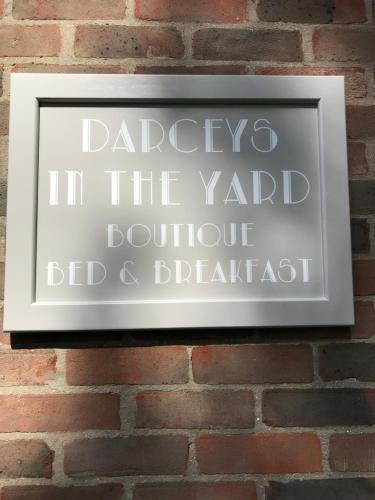 DARCEYS
IN THE YARD
BOUTIQUE
BED & BREAKFAST